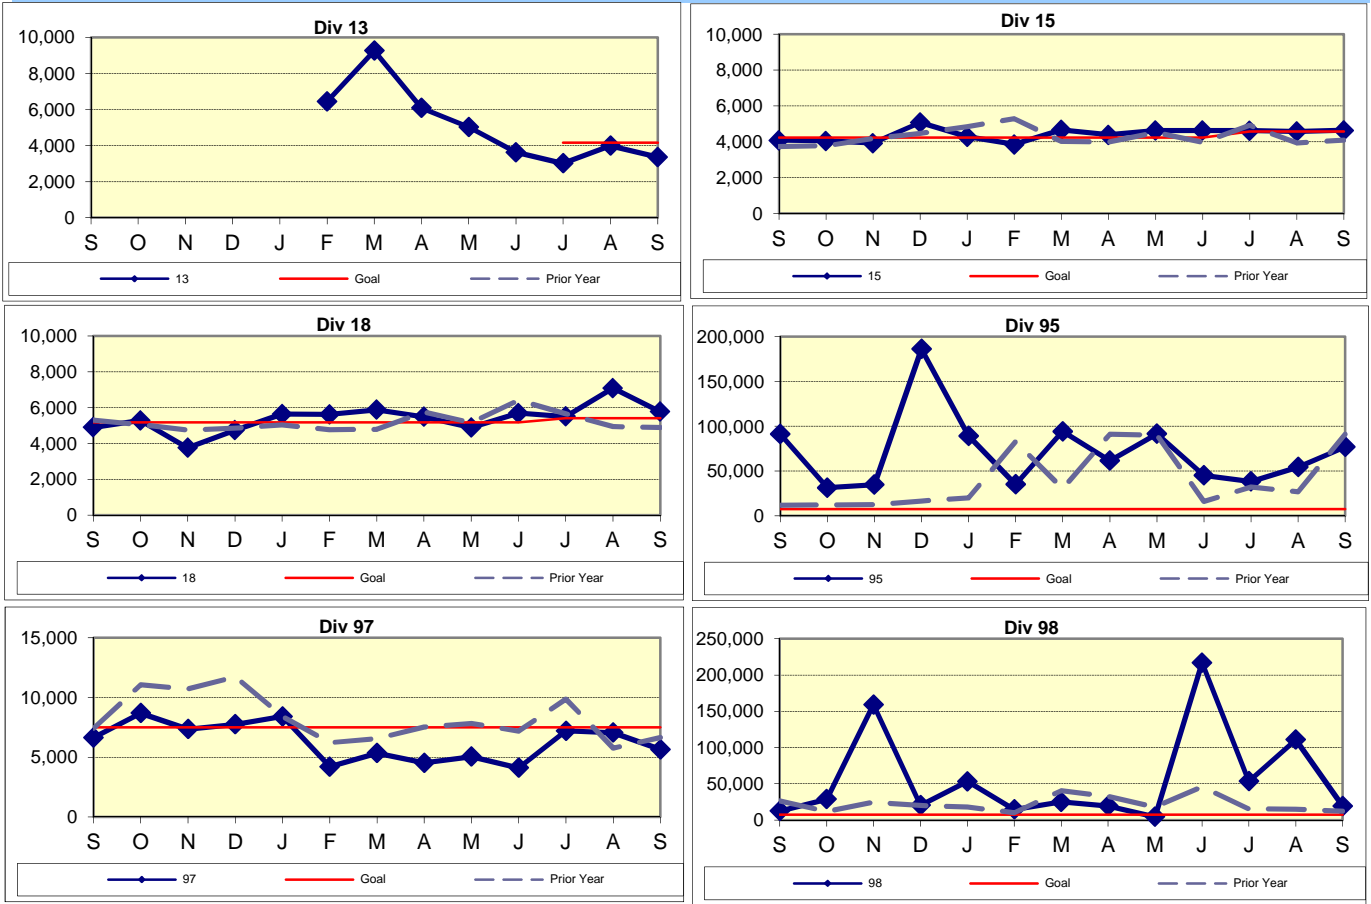 Div 13
10,000
8,000
6,000
4,000
2,000
0
S O N D J F M A M J J A S
13 Goal Prior Year
Div 15
10,000
8,000
6,000
4,000
2,000
0
S O N D J F M A M J J A S
15 Goal Prior Year
Div 18
10,000
8,000
6,000
4,000
2,000
0
S O N D J F M A M J J A S
18 Goal Prior Year
Div 95
200,000
150,000
100,000
50,000
0
S O N D J F M A M J J A S
95 Goal Prior Year
Div 97
15,000
10,000
5,000
0
S O N D J F M A M J J A S
97 Goal Prior Year
Div 98
250,000
200,000
150,000
100,000
50,000
0
S O N D J F M A M J J A S
98 Goal Prior Year